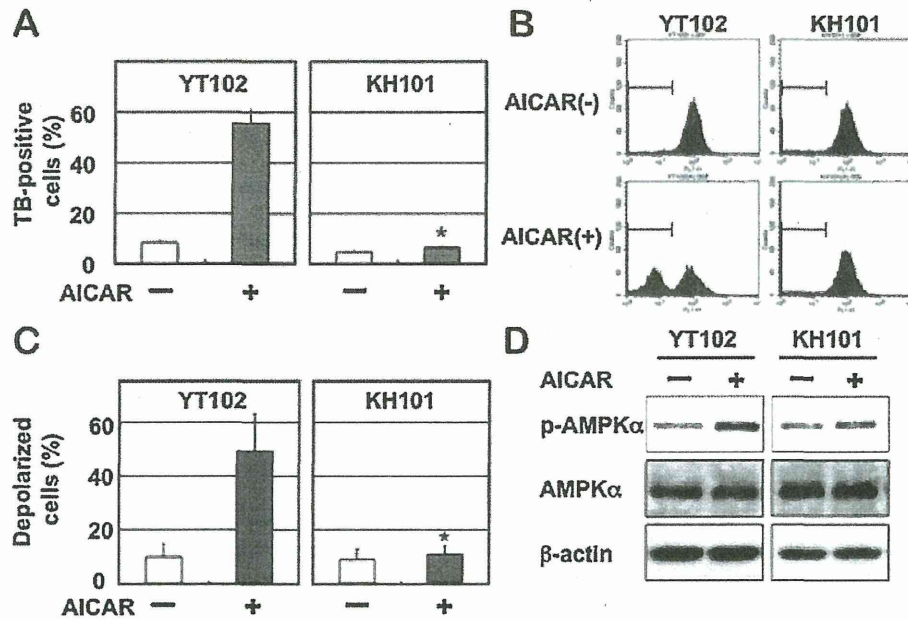 A
YT102
KH101
TB-positive
cells (%)
60
40
20
0
AICAR
−
+
−
+
*
B
YT102
KH101
AICAR(-)
AICAR(+)
C
YT102
KH101
Depolarized
cells (%)
60
40
20
0
AICAR
−
+
−
+
*
D
YT102
KH101
AICAR
−
+
−
+
p-AMPKα
AMPKα
β-actin